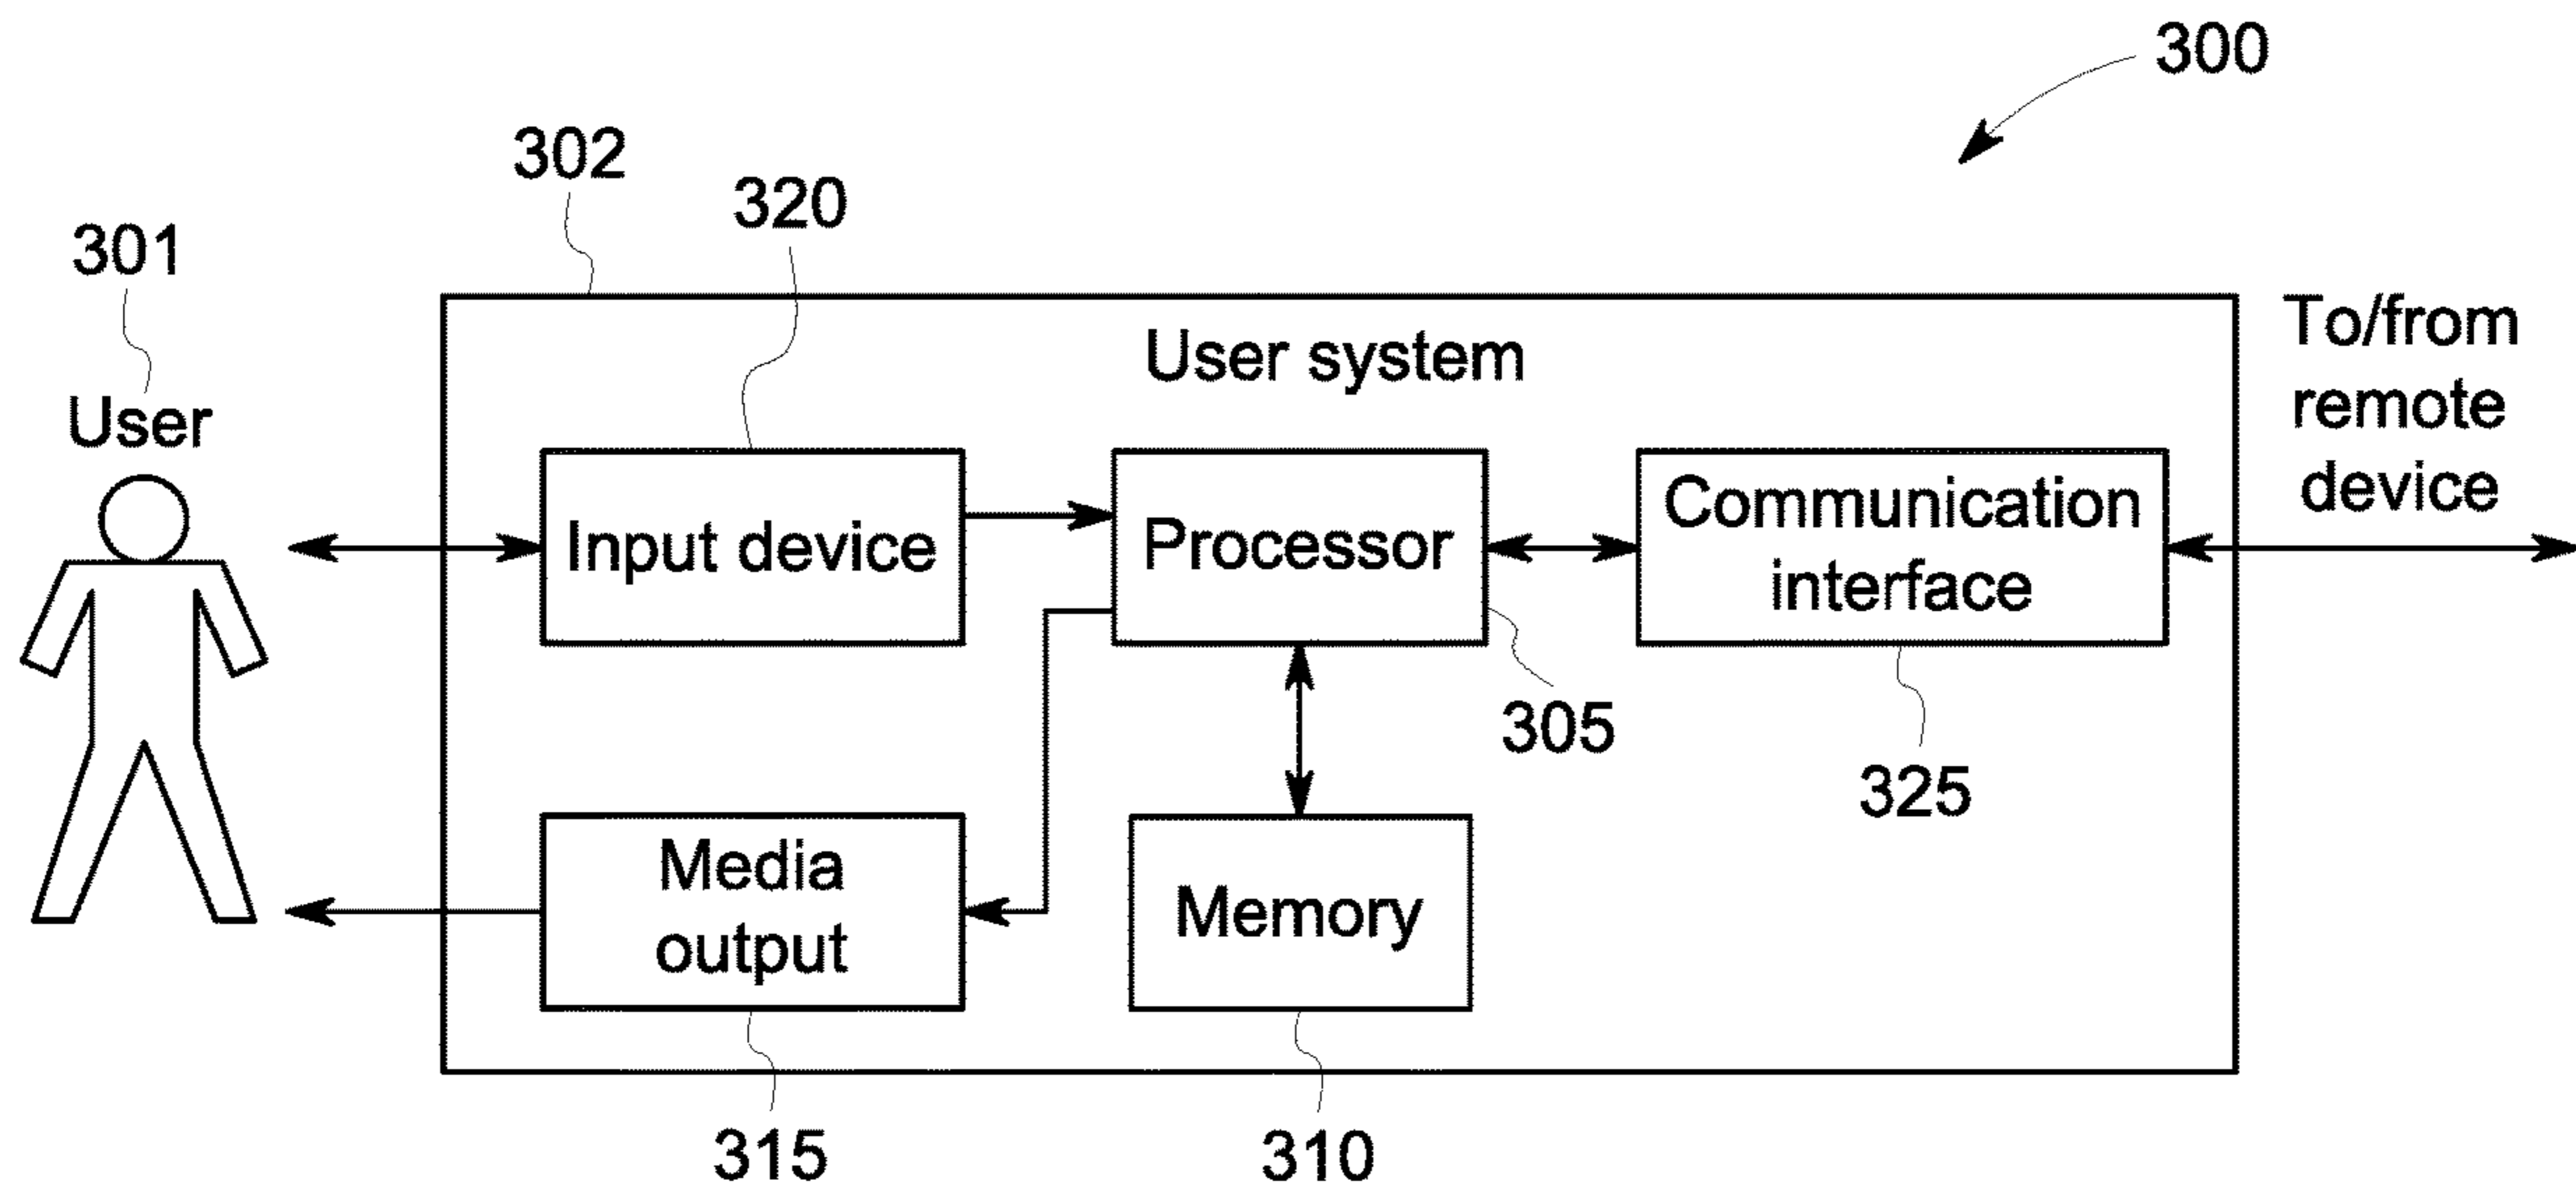 300
302
320
301
User
User system
To/from
remote
device
Input device
Processor
Communication
interface
305
325
Media
output
Memory
315
310